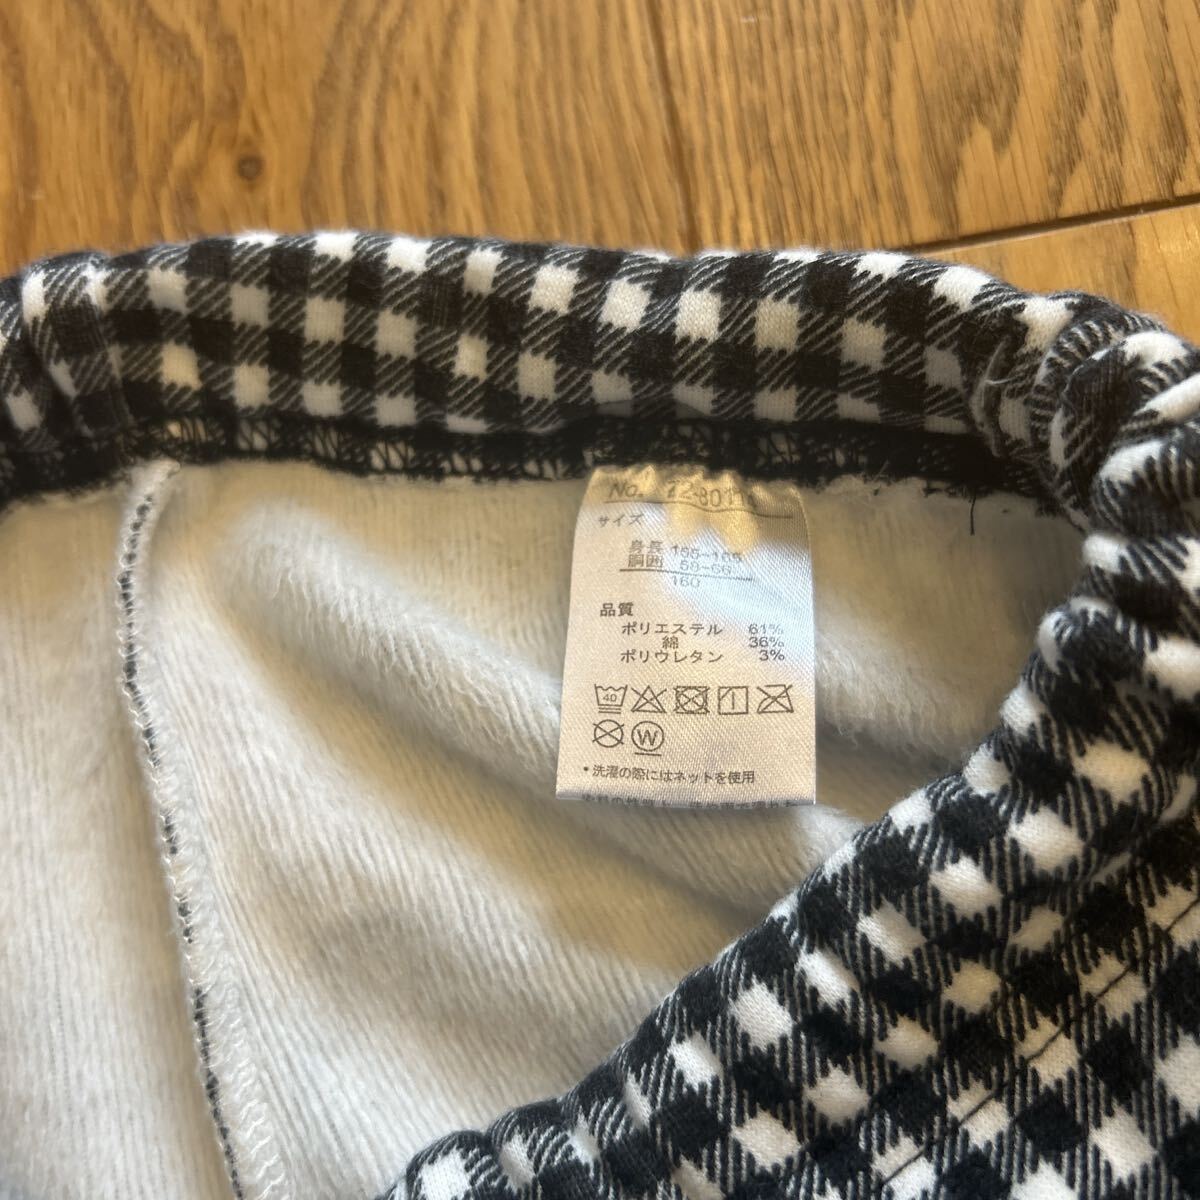 No.
サイズ
身長 155~165
胴囲 58~66
160
品質
ポリエステル 61%
綿 36%
ポリウレタン 3%
40
W
•洗濯の際にはネットを使用